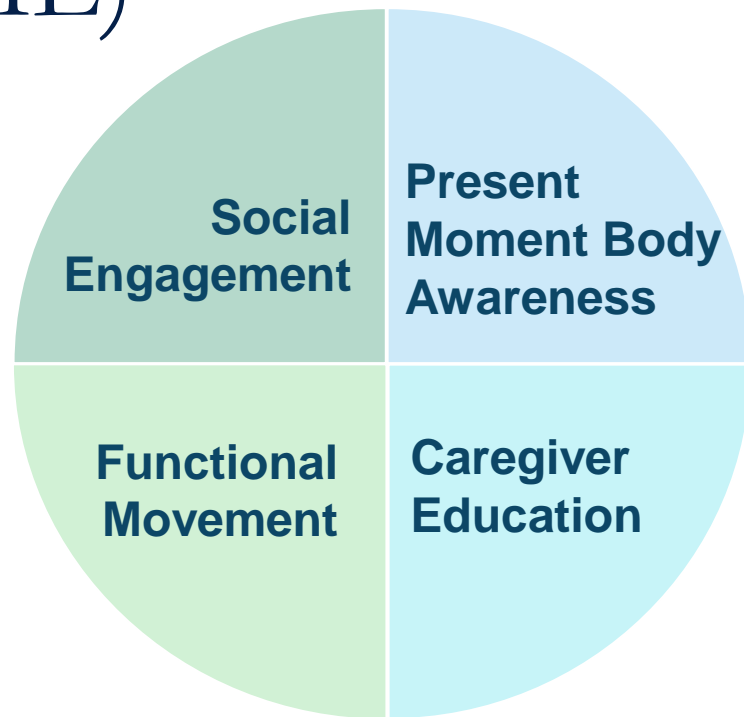 Social
Engagement
Present
Moment Body
Awareness
Functional
Movement
Caregiver
Education